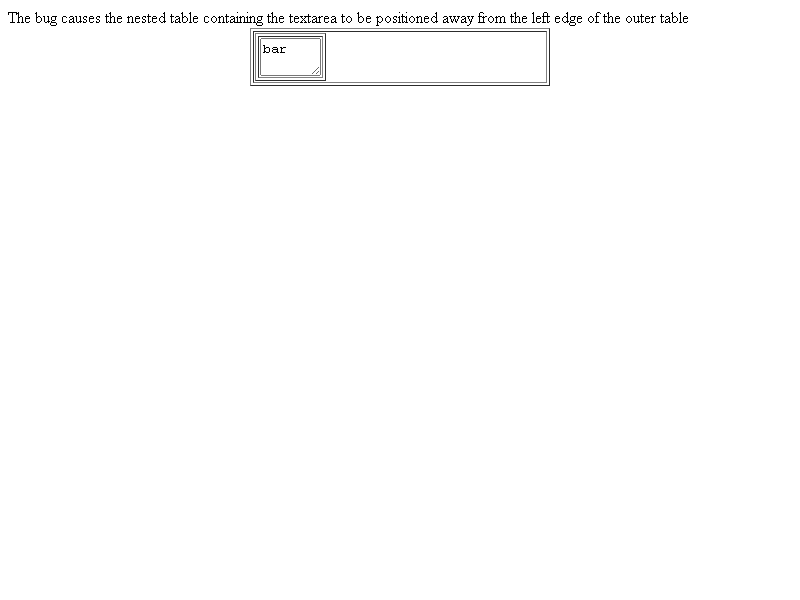 The bug causes the nested table containing the textarea to be positioned away from the left edge of the outer table
bar